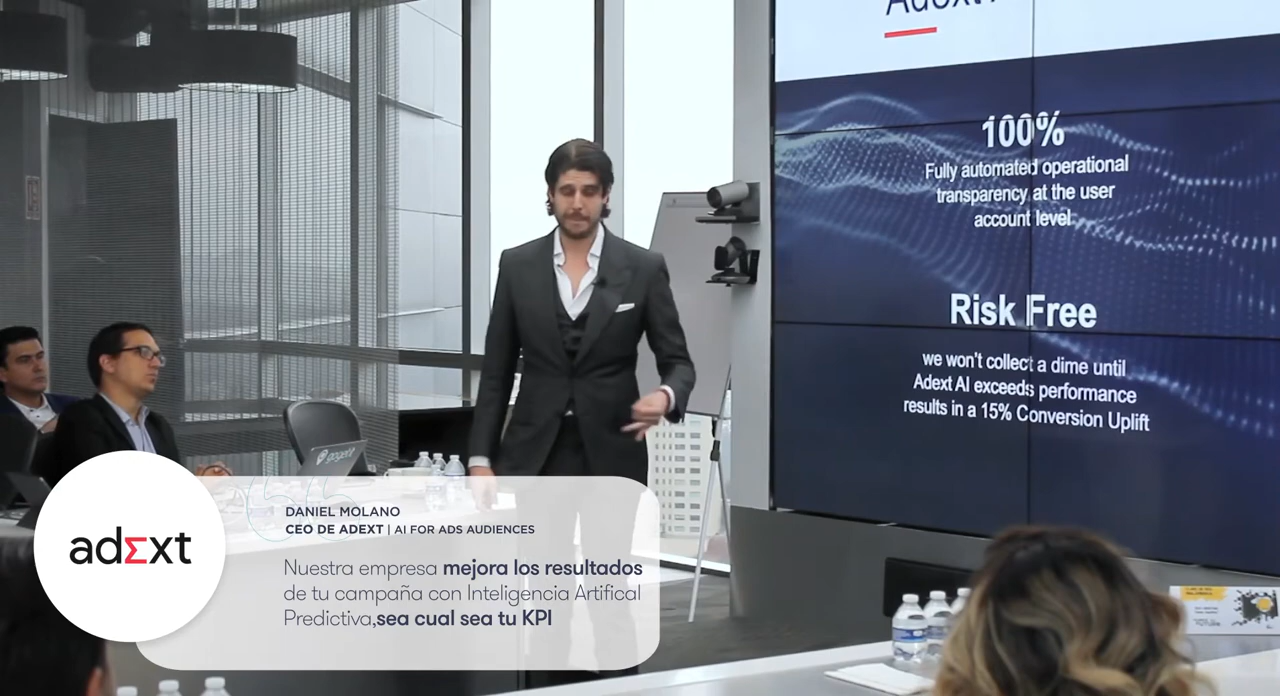 Adext
100%
Fully automated operational
transparency at the user
account level
Risk Free
we won't collect a dime until
Adext AI exceeds performance
results in a 15% Conversion Uplift
gogetit
adΣxt
DANIEL MOLANO
CEO DE ADEXT | AI FOR ADS AUDIENCES
Nuestra empresa mejora los resultados
de tu campaña con Inteligencia Artifical
Predictiva,sea cual sea tu KPI